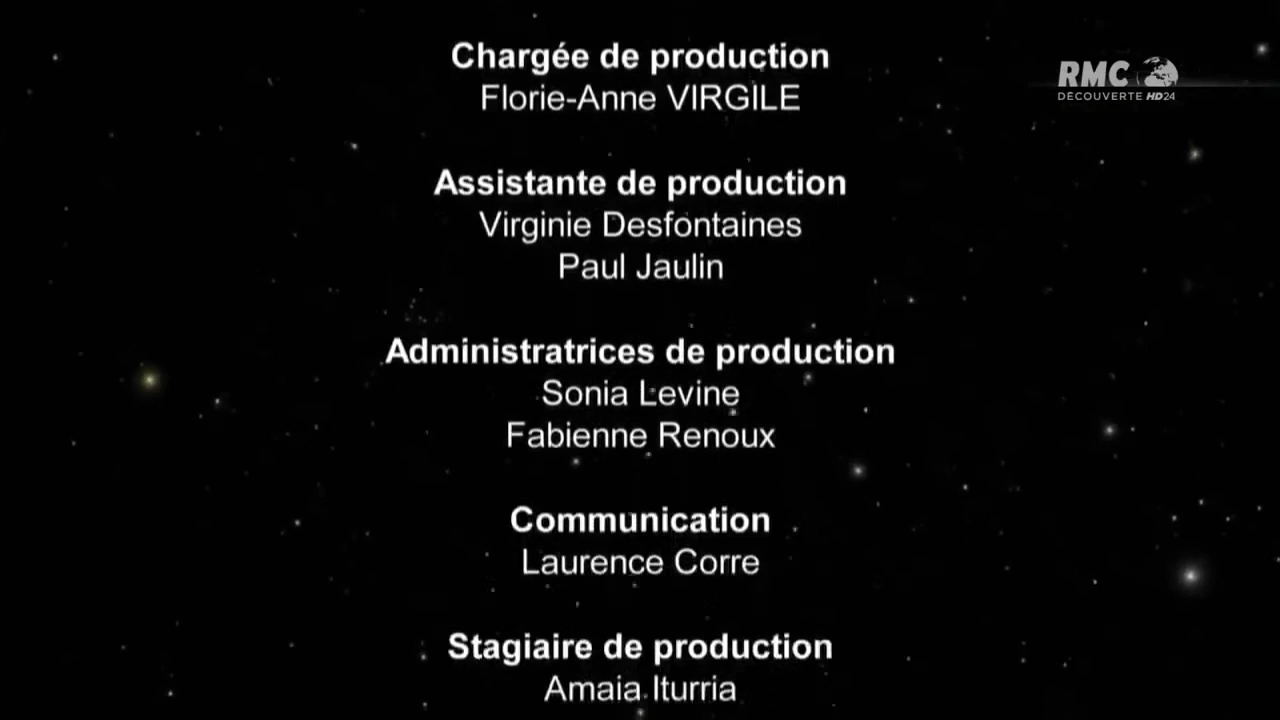 Chargée de production
Florie-Anne VIRGILE
RMC
DÉCOUVERTE HD24
Assistante de production
Virginie Desfontaines
Paul Jaulin
Administratrices de production
Sonia Levine
Fabienne Renoux
Communication
Laurence Corre
Stagiaire de production
Amaia Iturria